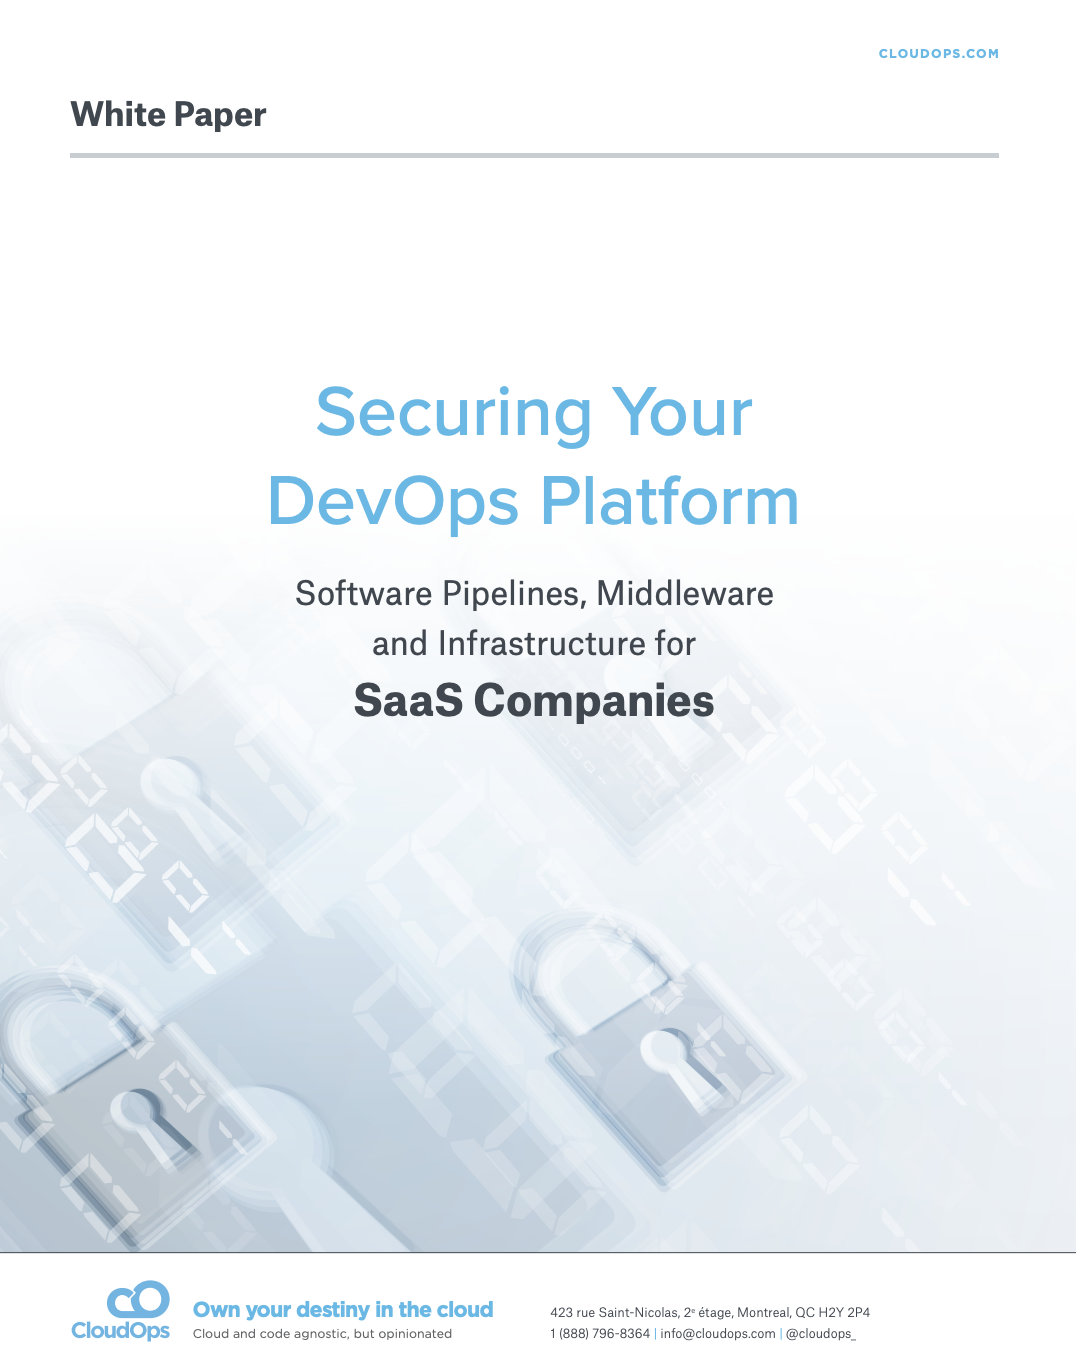 CLOUDOPS.COM
White Paper
Securing Your
DevOps Platform
Software Pipelines, Middleware
and Infrastructure for
SaaS Companies
CloudOps
Own your destiny in the cloud
Cloud and code agnostic, but opinionated
423 rue Saint-Nicolas, 2ᵉ étage, Montreal, QC H2Y 2P4
1 (888) 796-8364 | info@cloudops.com | @cloudops_